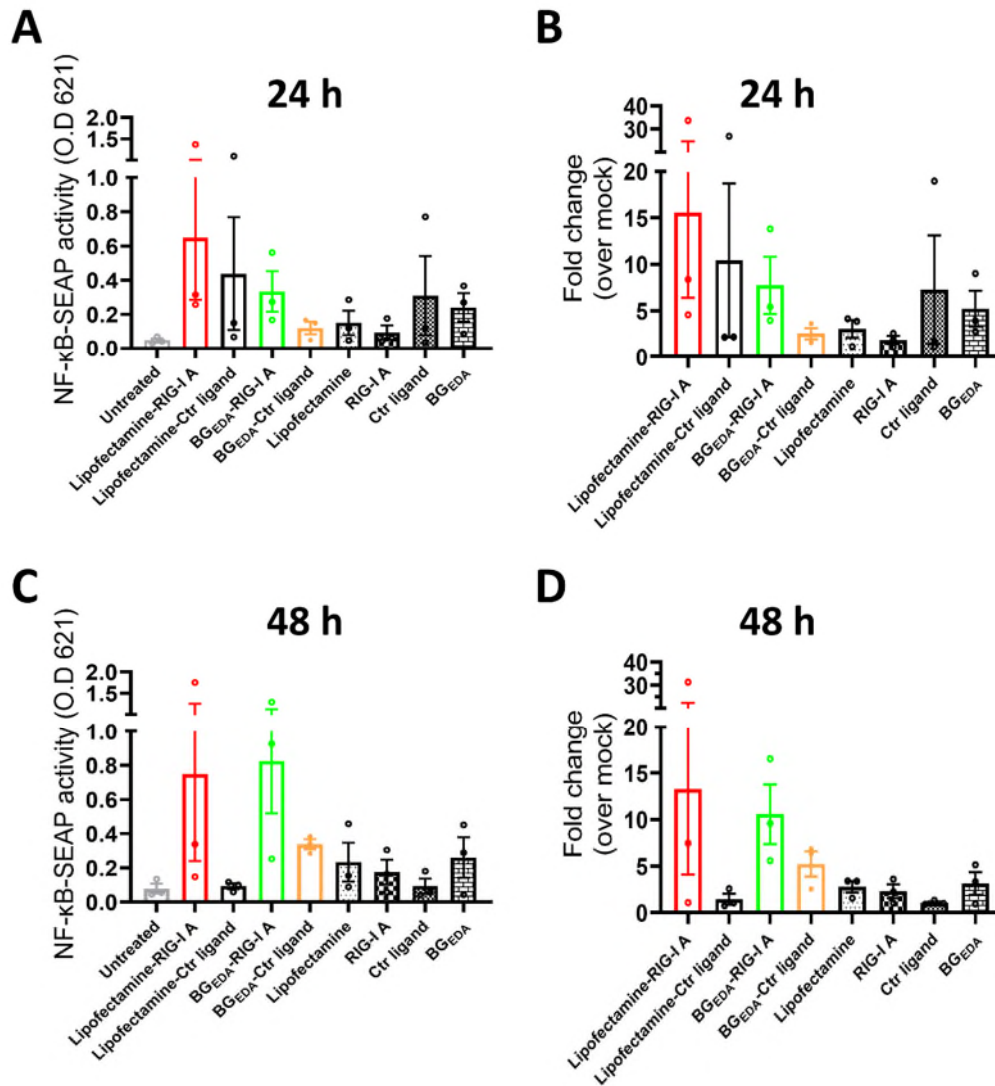 A
24 h
NF-κB-SEAP activity (O.D 621)
2.0
1.5
1.0
0.8
0.6
0.4
0.2
0.0
Untreated
Lipofectamine-RIG-I A
Lipofectamine-Ctr ligand
BGEDA-RIG-I A
BGEDA-Ctr ligand
Lipofectamine
RIG-I A
Ctr ligand
BGEDA
B
24 h
Fold change
(over mock)
40
30
20
15
10
5
0
Lipofectamine-RIG-I A
Lipofectamine-Ctr ligand
BGEDA-RIG-I A
BGEDA-Ctr ligand
Lipofectamine
RIG-I A
Ctr ligand
BGEDA
C
48 h
NF-κB-SEAP activity (O.D 621)
2.0
1.5
1.0
0.8
0.6
0.4
0.2
0.0
Untreated
Lipofectamine-RIG-I A
Lipofectamine-Ctr ligand
BGEDA-RIG-I A
BGEDA-Ctr ligand
Lipofectamine
RIG-I A
Ctr ligand
BGEDA
D
48 h
Fold change
(over mock)
40
30
20
15
10
5
0
Lipofectamine-RIG-I A
Lipofectamine-Ctr ligand
BGEDA-RIG-I A
BGEDA-Ctr ligand
Lipofectamine
RIG-I A
Ctr ligand
BGEDA